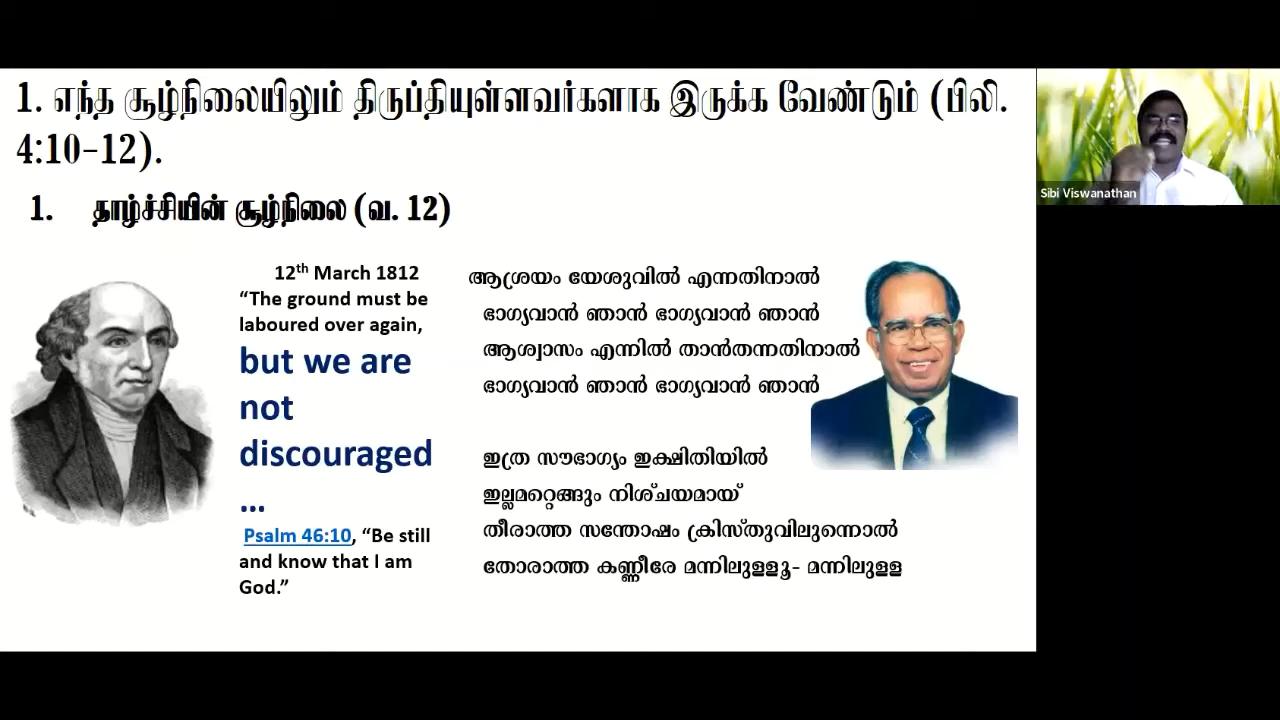 1. எந்த சூழ்நிலையிலும் திருப்தியுள்ளவர்களாக இருக்க வேண்டும் (பிலி.
4:10-12).
1. தாழ்ச்சியின் சூழ்நிலை (வ. 12)
12th March 1812
“The ground must be
laboured over again,
but we are
not
discouraged
...
Psalm 46:10, “Be still
and know that I am
God.”
ആശ്രയം യേശുവിൽ എന്നതിനാൽ
ഭാഗ്യവാൻ ഞാൻ ഭാഗ്യവാൻ ഞാൻ
ആശ്വാസം എന്നിൽ താൻതന്നതിനാൽ
ഭാഗ്യവാൻ ഞാൻ ഭാഗ്യവാൻ ഞാൻ
ഇത്ര സൗഭാഗ്യം ഇക്ഷിതിയിൽ
ഇല്ലമറ്റെങ്ങും നിശ്ചയമായ്
തീരാത്ത സന്തോഷം ക്രിസ്തുവിലുന്നൊൽ
തോരാത്ത കണ്ണീരേ മന്നിലുളളൂ- മന്നിലുളള
Sibi Viswanathan